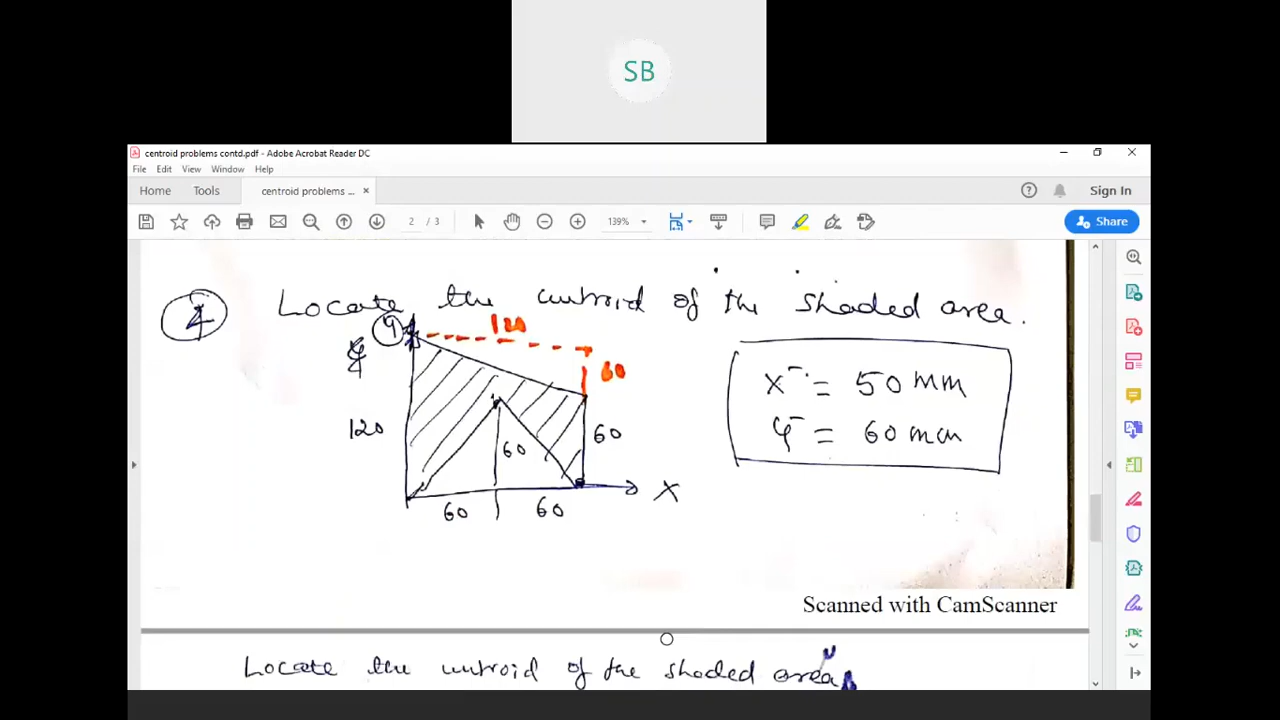 SB
centroid problems contd.pdf - Adobe Acrobat Reader DC
File Edit View Window Help
Home Tools centroid problems ... × Sign In
2 / 3 139% Share
Locate the centroid of the shaded area.
120
60
120
60
60
60 60 X
x̄ = 50 mm
ȳ = 60 mm
Scanned with CamScanner
Locate the centroid of the shaded area